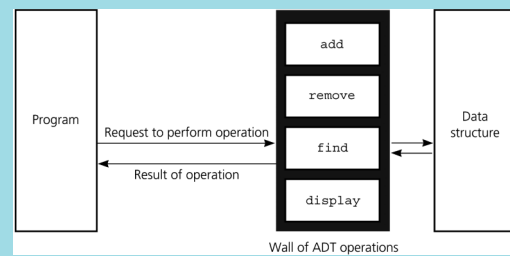 Program
Request to perform operation
Result of operation
add
remove
find
display
Data
structure
Wall of ADT operations